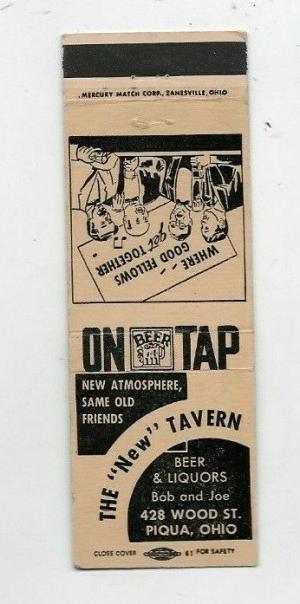 MERCURY MATCH CORP., ZANESVILLE, OHIO
WHERE -
GOOD FELLOWS
get TOGETHER -
ON BEER TAP
NEW ATMOSPHERE,
SAME OLD
FRIENDS
THE "New" TAVERN
BEER
& LIQUORS
Bob and Joe
428 WOOD ST.
PIQUA, OHIO
CLOSE COVER 61 FOR SAFETY